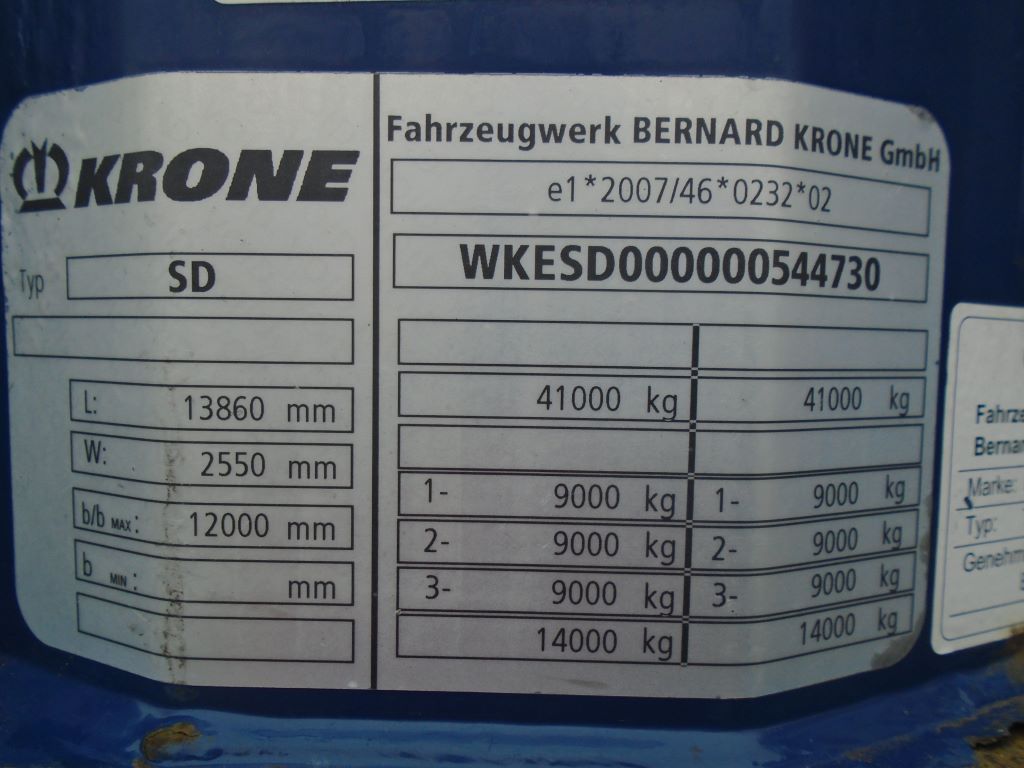 KRONE
Typ SD
L: 13860 mm
W: 2550 mm
b/b MAX: 12000 mm
b MIN: mm
Fahrzeugwerk BERNARD KRONE GmbH
e1*2007/46*0232*02
WKESD000000544730
41000 kg 41000 kg
1- 9000 kg 1- 9000 kg
2- 9000 kg 2- 9000 kg
3- 9000 kg 3- 9000 kg
14000 kg 14000 kg
Fahrze
Bernar
Marke:
Typ:
Genehm